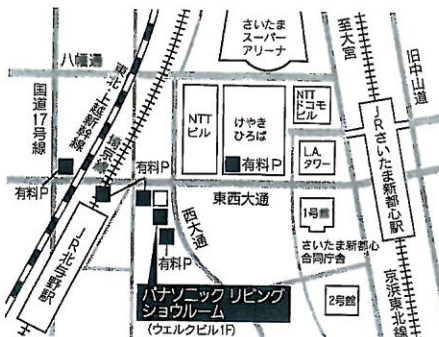 さいたま
スーパー
アリーナ
至大宮
旧中山道
八幡通
国道17号線
東北・上越新幹線
埼京線
NTT
ビル
けやき
ひろば
NTT
ドコモ
ビル
L.A.
タワー
JRさいたま新都心駅
有料P
有料P
有料P
東西大通
西大通
有料P
JR北与野駅
1号館
さいたま新都心
合同庁舎
2号館
京浜東北線
パナソニック リビング
ショウルーム
(ウェルクビル1F)